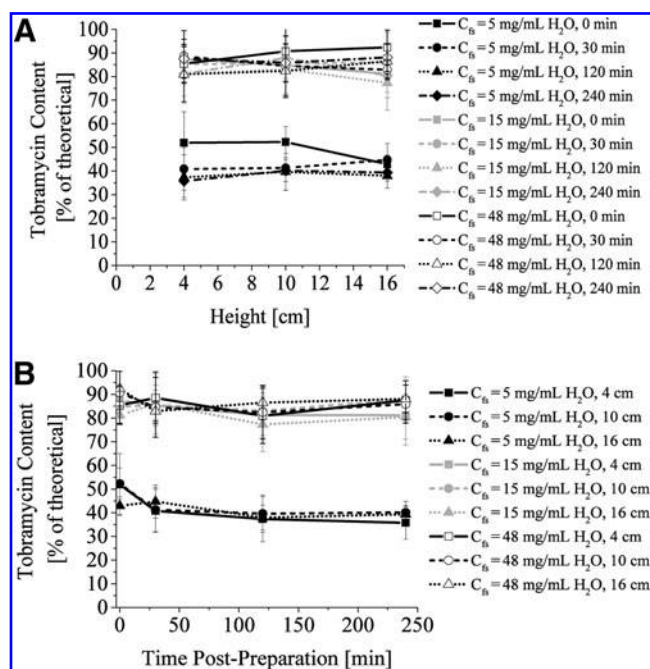 A
Tobramycin Content
[% of theoretical]
100
90
80
70
60
50
40
30
20
10
0
0 2 4 6 8 10 12 14 16
Height [cm]
C_fs = 5 mg/mL H₂O, 0 min
C_fs = 5 mg/mL H₂O, 30 min
C_fs = 5 mg/mL H₂O, 120 min
C_fs = 5 mg/mL H₂O, 240 min
C_fs = 15 mg/mL H₂O, 0 min
C_fs = 15 mg/mL H₂O, 30 min
C_fs = 15 mg/mL H₂O, 120 min
C_fs = 15 mg/mL H₂O, 240 min
C_fs = 48 mg/mL H₂O, 0 min
C_fs = 48 mg/mL H₂O, 30 min
C_fs = 48 mg/mL H₂O, 120 min
C_fs = 48 mg/mL H₂O, 240 min
B
Tobramycin Content
[% of theoretical]
100
90
80
70
60
50
40
30
20
10
0
0 50 100 150 200 250
Time Post-Preparation [min]
C_fs = 5 mg/mL H₂O, 4 cm
C_fs = 5 mg/mL H₂O, 10 cm
C_fs = 5 mg/mL H₂O, 16 cm
C_fs = 15 mg/mL H₂O, 4 cm
C_fs = 15 mg/mL H₂O, 10 cm
C_fs = 15 mg/mL H₂O, 16 cm
C_fs = 48 mg/mL H₂O, 4 cm
C_fs = 48 mg/mL H₂O, 10 cm
C_fs = 48 mg/mL H₂O, 16 cm